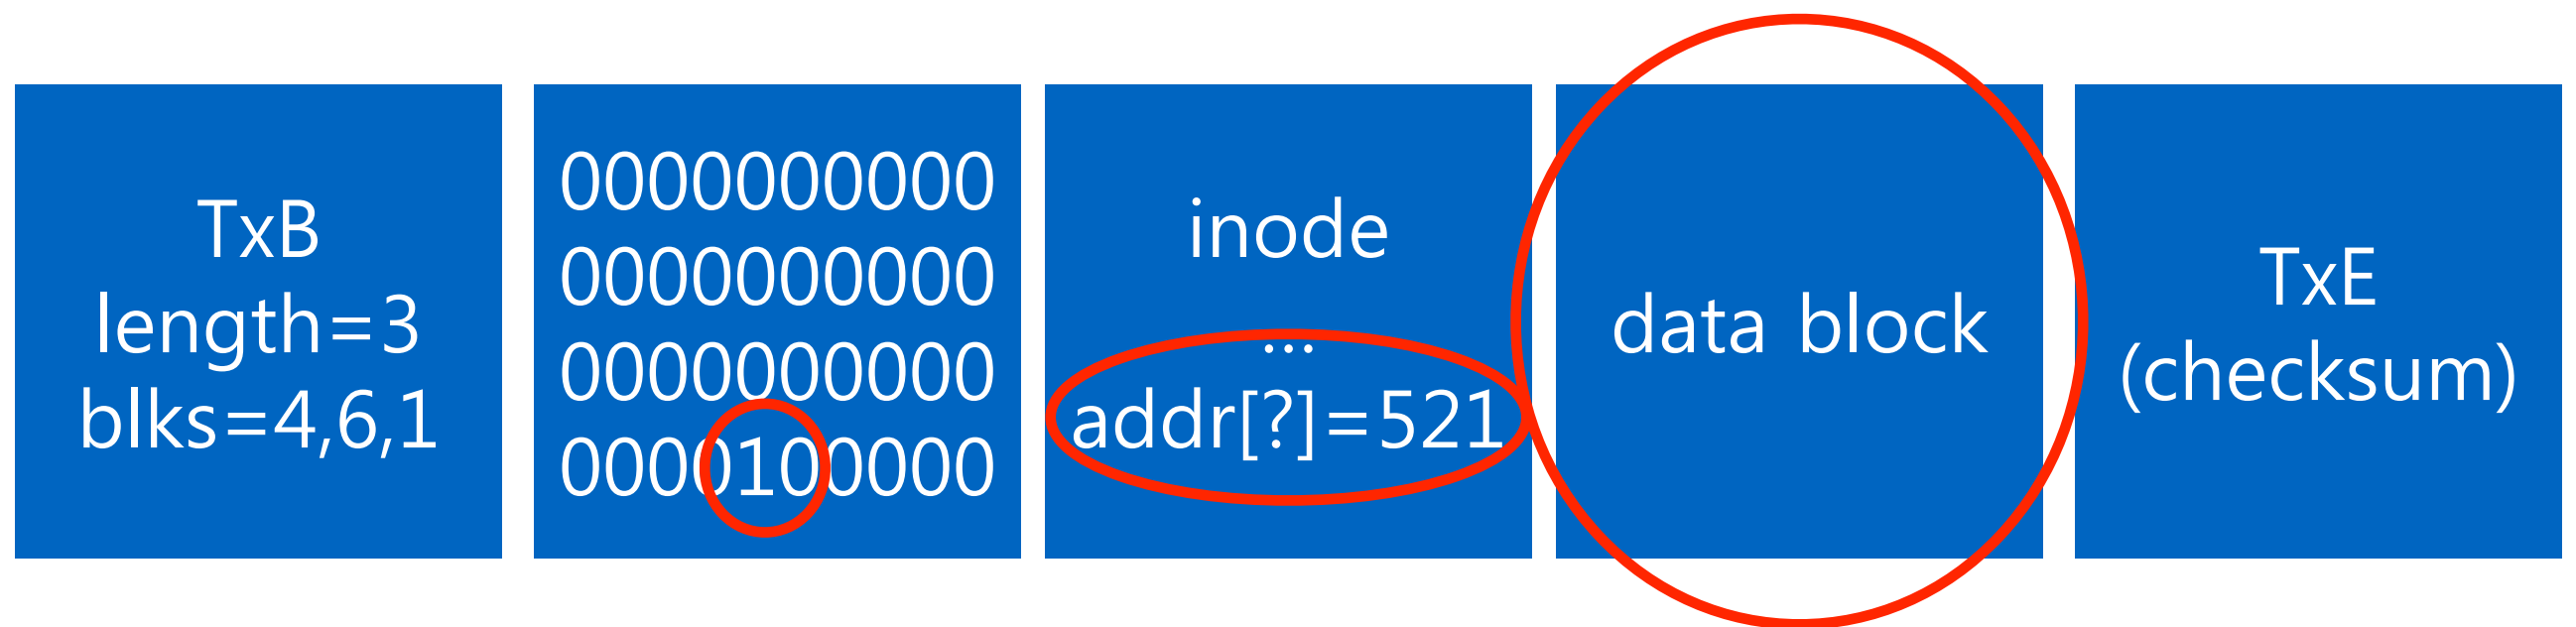 TxB
length=3
blks=4,6,1
0000000000
0000000000
0000000000
0000100000
inode
...
addr[?]=521
data block
TxE
(checksum)